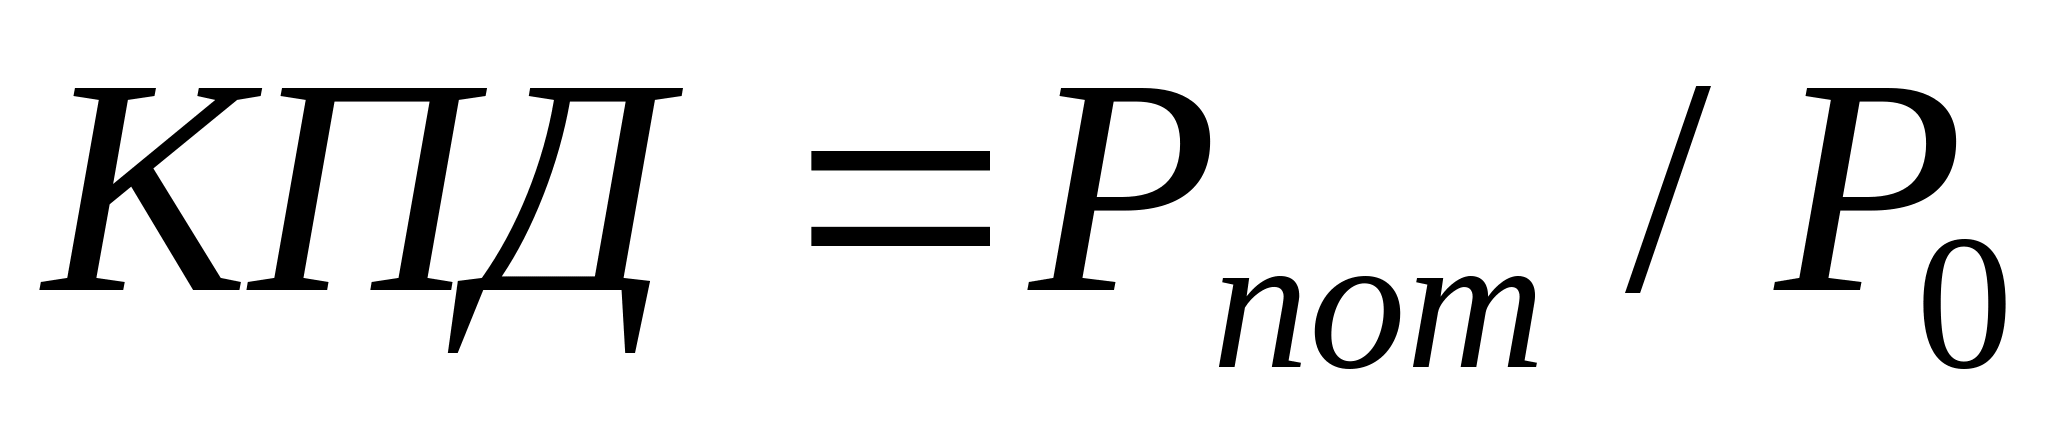 КПД = P_пот / P_0